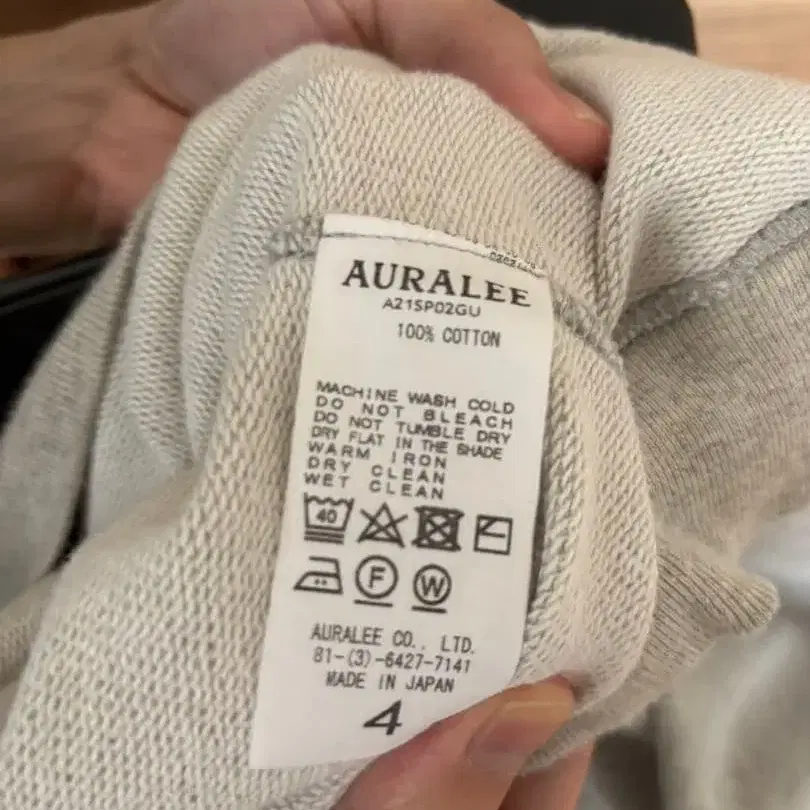 AURALEE
A21SP02GU
100% COTTON
MACHINE WASH COLD
DO NOT BLEACH
DO NOT TUMBLE DRY
DRY FLAT IN THE SHADE
WARM IRON
DRY CLEAN
WET CLEAN
40
F W
AURALEE CO., LTD.
81-(3)-6427-7141
MADE IN JAPAN
4